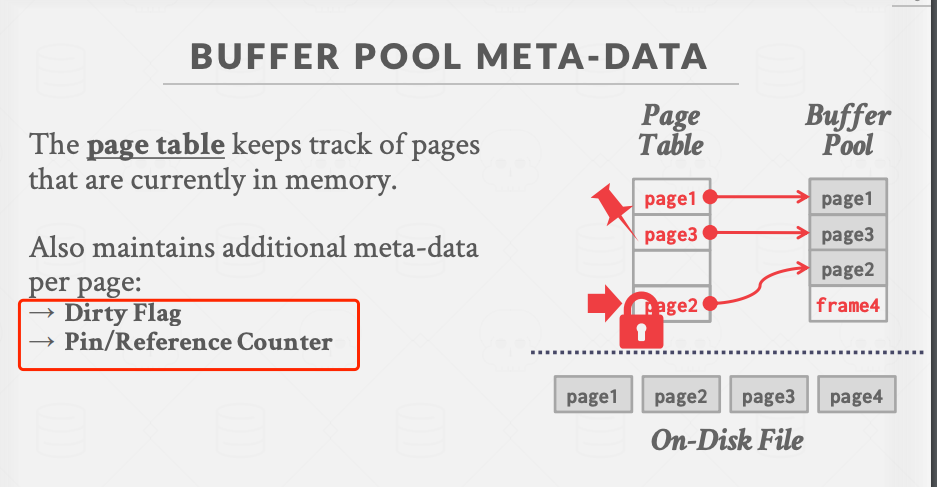 BUFFER POOL META-DATA
The page table keeps track of pages
that are currently in memory.
Also maintains additional meta-data
per page:
→ Dirty Flag
→ Pin/Reference Counter
Page
Table
page1
page3
page2
Buffer
Pool
page1
page3
page2
frame4
page1
page2
page3
page4
On-Disk File